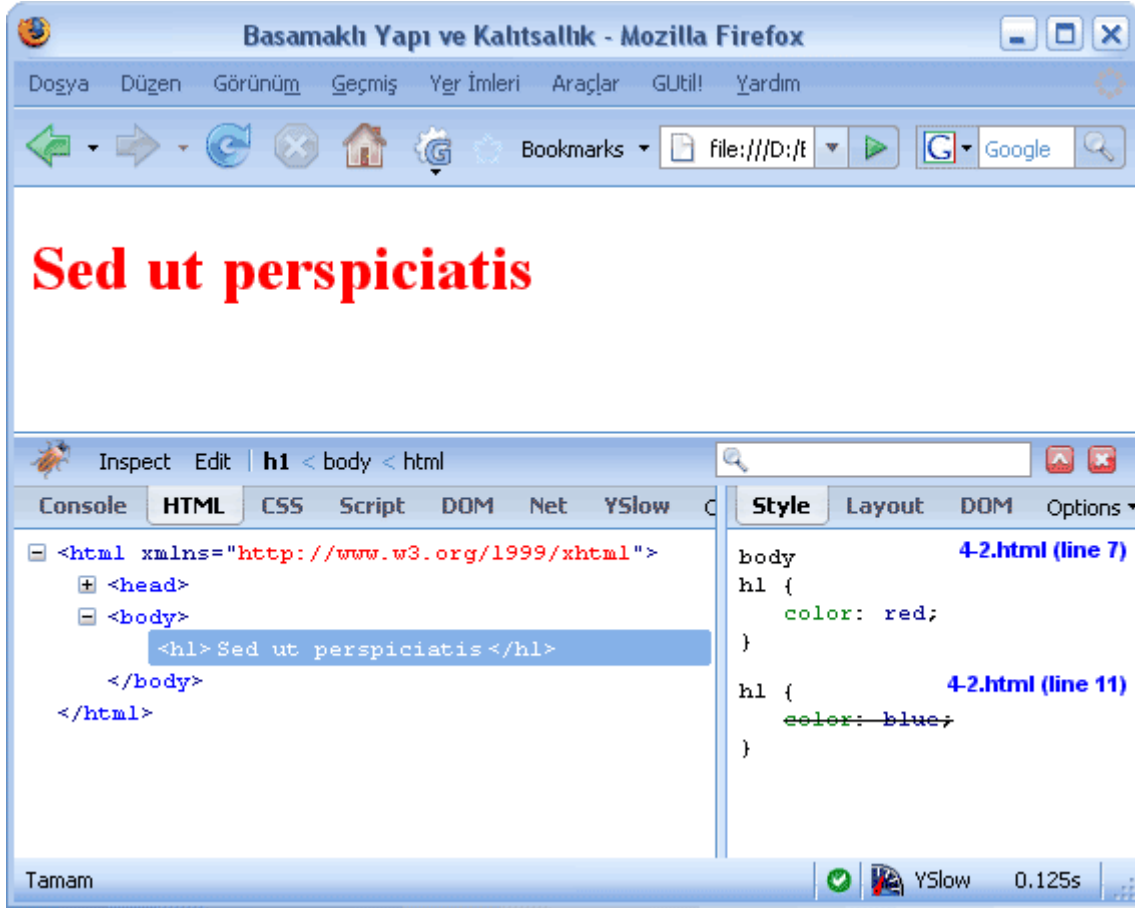 Basamaklı Yapı ve Kalıtsallık - Mozilla Firefox
Dosya Düzen Görünüm Geçmiş Yer İmleri Araçlar GUtil! Yardım
Bookmarks file:///D:/E G Google
Sed ut perspiciatis
Inspect Edit | h1 < body < html
Console HTML CSS Script DOM Net YSlow
Style Layout DOM Options
<html xmlns="http://www.w3.org/1999/xhtml">
<head>
<body>
<h1>Sed ut perspiciatis</h1>
</body>
</html>
body 4-2.html (line 7)
h1 {
color: red;
}
h1 { 4-2.html (line 11)
color: blue;
}
Tamam YSlow 0.125s